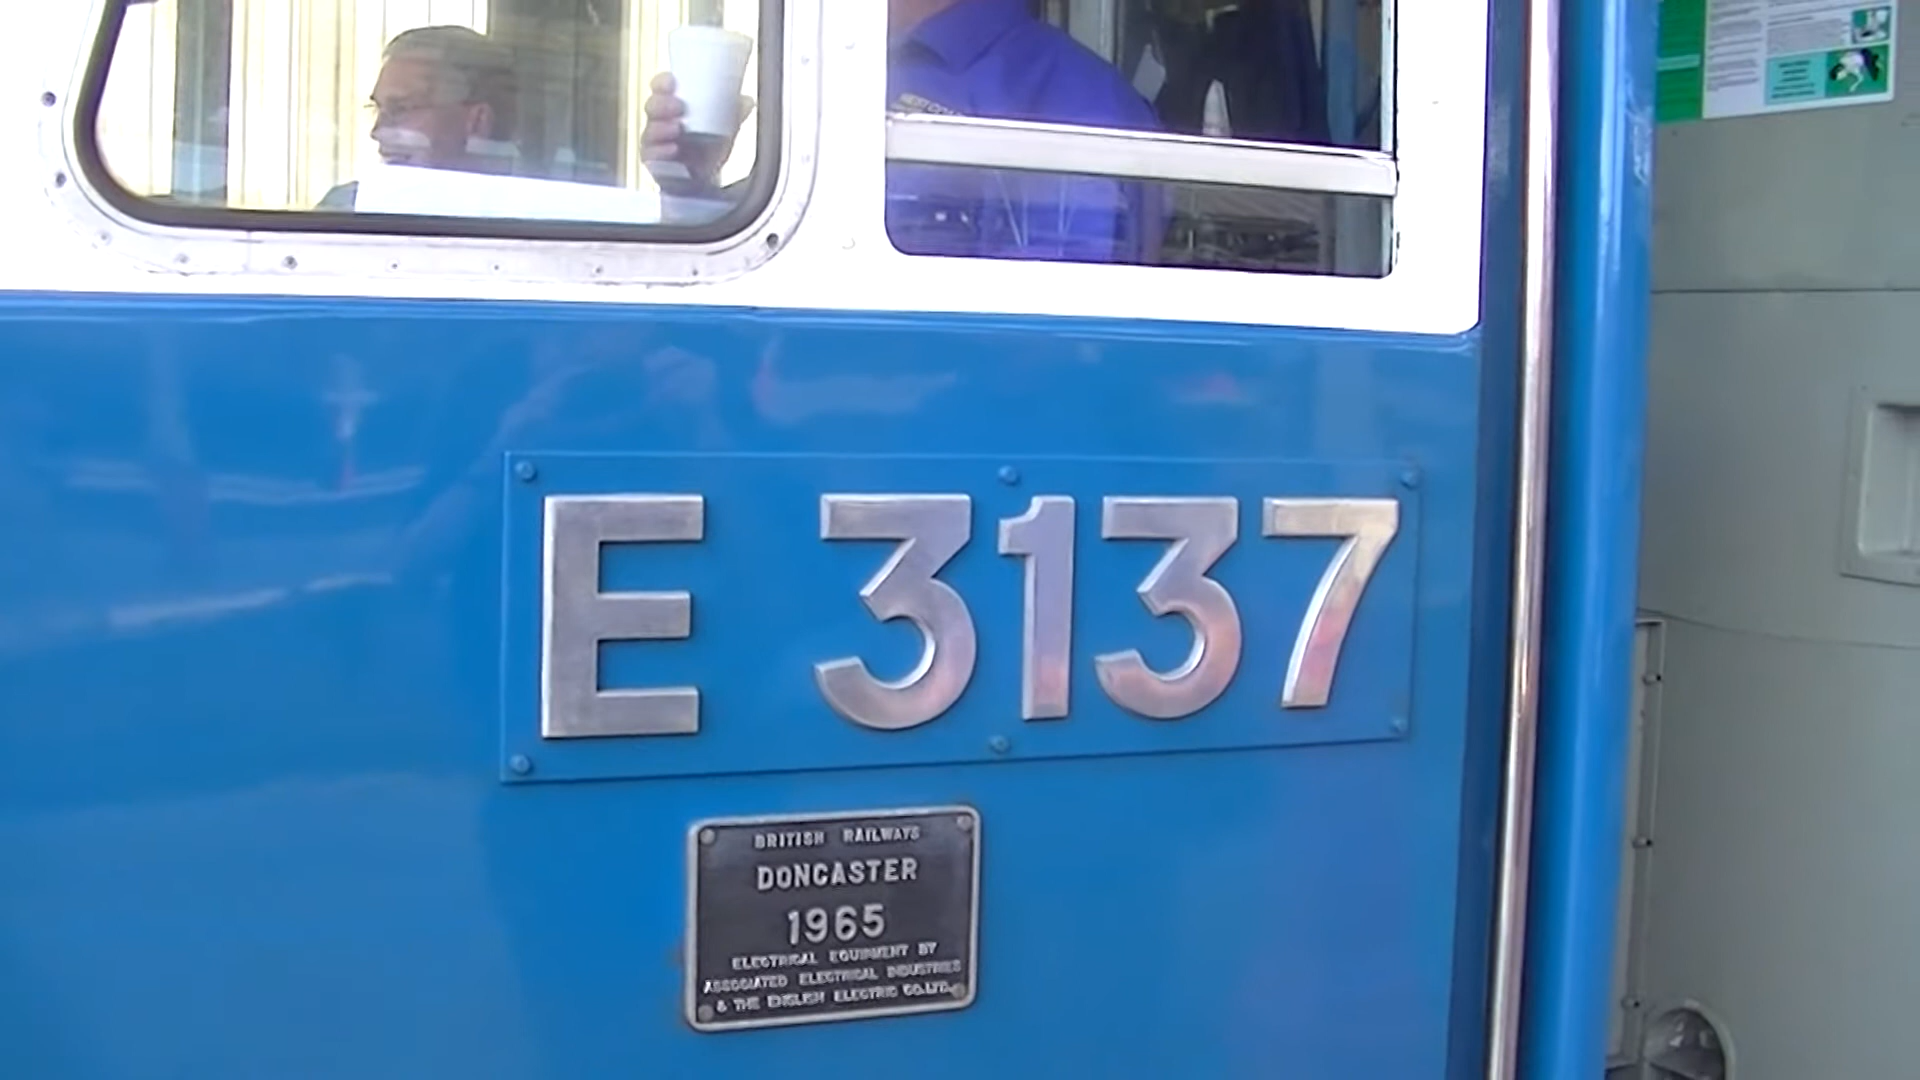 E 3137
BRITISH RAILWAYS
DONCASTER
1965
ELECTRICAL EQUIPMENT BY
ASSOCIATED ELECTRICAL INDUSTRIES
& THE ENGLISH ELECTRIC CO.LTD.